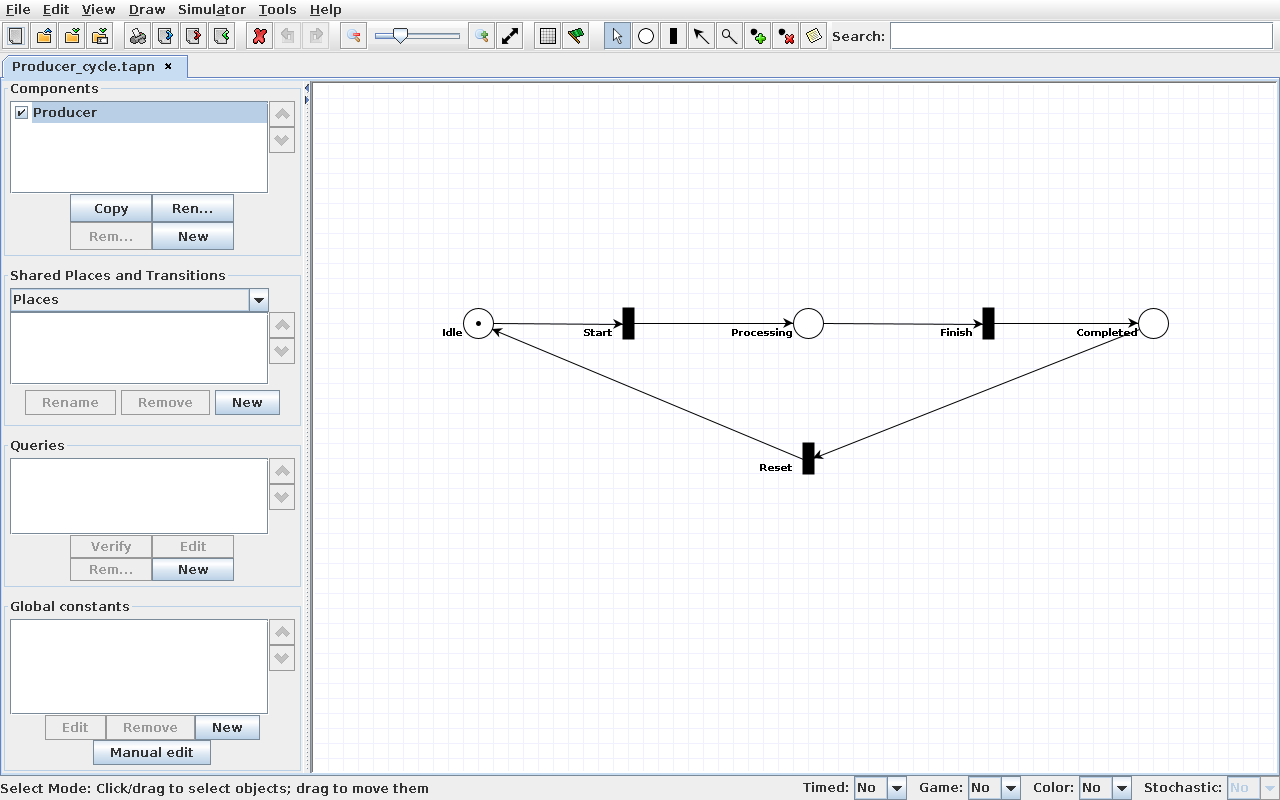 File Edit View Draw Simulator Tools Help
Search:
Producer_cycle.tapn
Components
Producer
Copy Ren...
Rem... New
Shared Places and Transitions
Places
Rename Remove New
Queries
Verify Edit
Rem... New
Global constants
Edit Remove New
Manual edit
Idle Start Processing Finish Completed
Reset
Select Mode: Click/drag to select objects; drag to move them Timed: No Game: No Color: No Stochastic: No